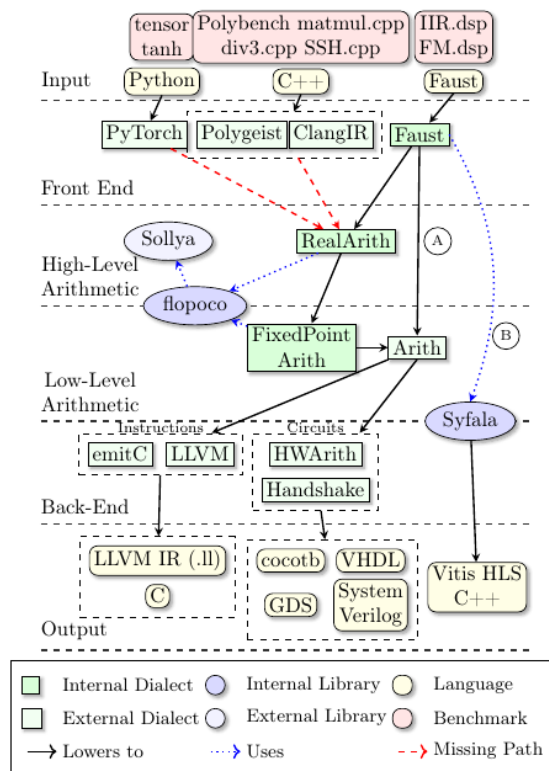 tensor
tanh
Polybench matmul.cpp
div3.cpp SSH.cpp
IIR.dsp
FM.dsp
Input
Python
C++
Faust
PyTorch
Polygeist
ClangIR
Faust
Front End
RealArith
A
Sollya
High-Level
Arithmetic
flopoco
FixedPoint
Arith
Arith
B
Low-Level
Arithmetic
Syfala
Instructions
Circuits
emitC
LLVM
HWArith
Handshake
Back-End
LLVM IR (.ll)
C
cocotb
VHDL
GDS
System
Verilog
Vitis HLS
C++
Output
Internal Dialect
Internal Library
Language
External Dialect
External Library
Benchmark
Lowers to
Uses
Missing Path